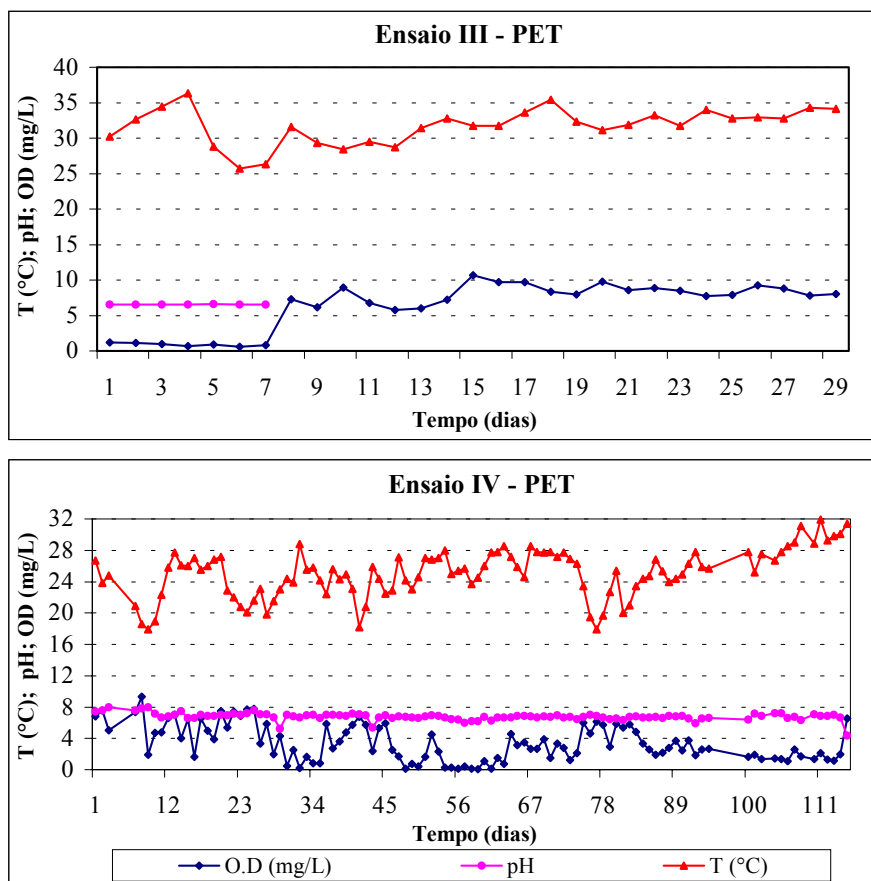 Ensaio III - PET
T (°C); pH; OD (mg/L)
40
35
30
25
20
15
10
5
0
1 3 5 7 9 11 13 15 17 19 21 23 25 27 29
Tempo (dias)
Ensaio IV - PET
T (°C); pH; OD (mg/L)
32
28
24
20
16
12
8
4
0
1 12 23 34 45 56 67 78 89 100 111
Tempo (dias)
O.D (mg/L) pH T (°C)